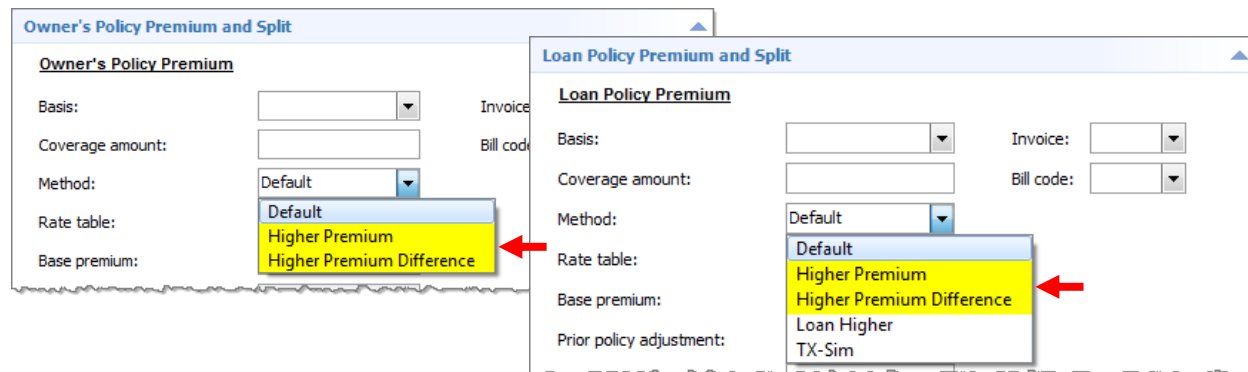 Owner's Policy Premium and Split
Owner's Policy Premium
Basis:
Invoice
Coverage amount:
Bill code
Method:
Default
Default
Rate table:
Higher Premium
Base premium:
Higher Premium Difference
Loan Policy Premium and Split
Loan Policy Premium
Basis:
Invoice:
Coverage amount:
Bill code:
Method:
Default
Default
Rate table:
Higher Premium
Base premium:
Higher Premium Difference
Loan Higher
Prior policy adjustment:
TX-Sim